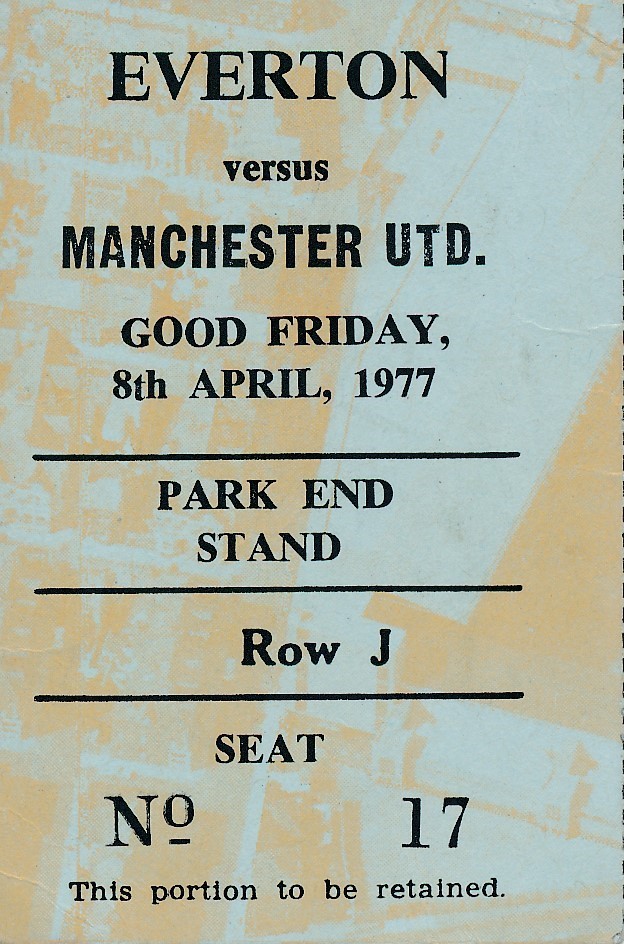 EVERTON
versus
MANCHESTER UTD.
GOOD FRIDAY,
8th APRIL, 1977
PARK END
STAND
Row J
SEAT
Nº 17
This portion to be retained.